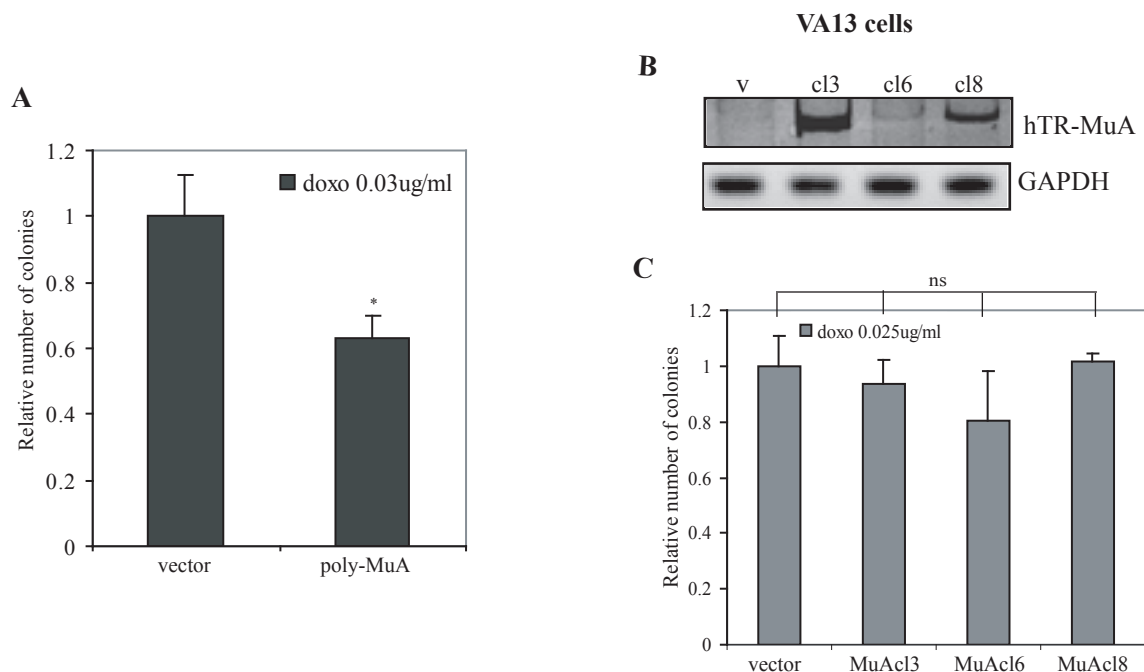 VA13 cells
A
1.2
1
0.8
0.6
0.4
0.2
0
Relative number of colonies
doxo 0.03ug/ml
*
vector poly-MuA
B
v cl3 cl6 cl8
hTR-MuA
GAPDH
C
ns
1.2
1
0.8
0.6
0.4
0.2
0
Relative number of colonies
doxo 0.025ug/ml
vector MuAcl3 MuAcl6 MuAcl8